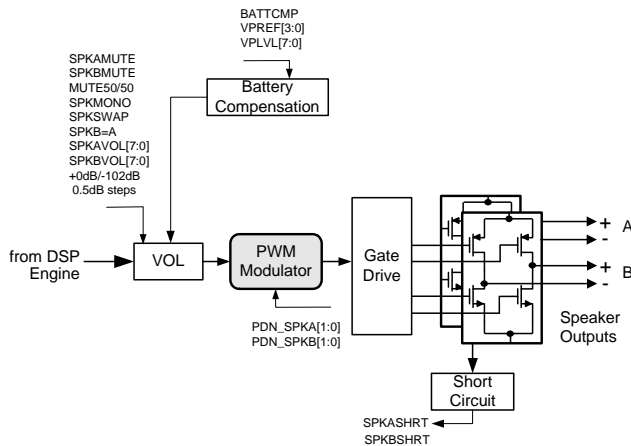 BATTCMP
VPREF[3:0]
VPLVL[7:0]
SPKAMUTE
SPKBMUTE
MUTE50/50
SPKMONO
SPKSWAP
SPKB=A
SPKAVOL[7:0]
SPKBVOL[7:0]
+0dB/-102dB
0.5dB steps
Battery
Compensation
from DSP
Engine
VOL
PWM
Modulator
PDN_SPKA[1:0]
PDN_SPKB[1:0]
Gate
Drive
+ A
-
+ B
-
Speaker
Outputs
Short
Circuit
SPKASHRT
SPKBSHRT